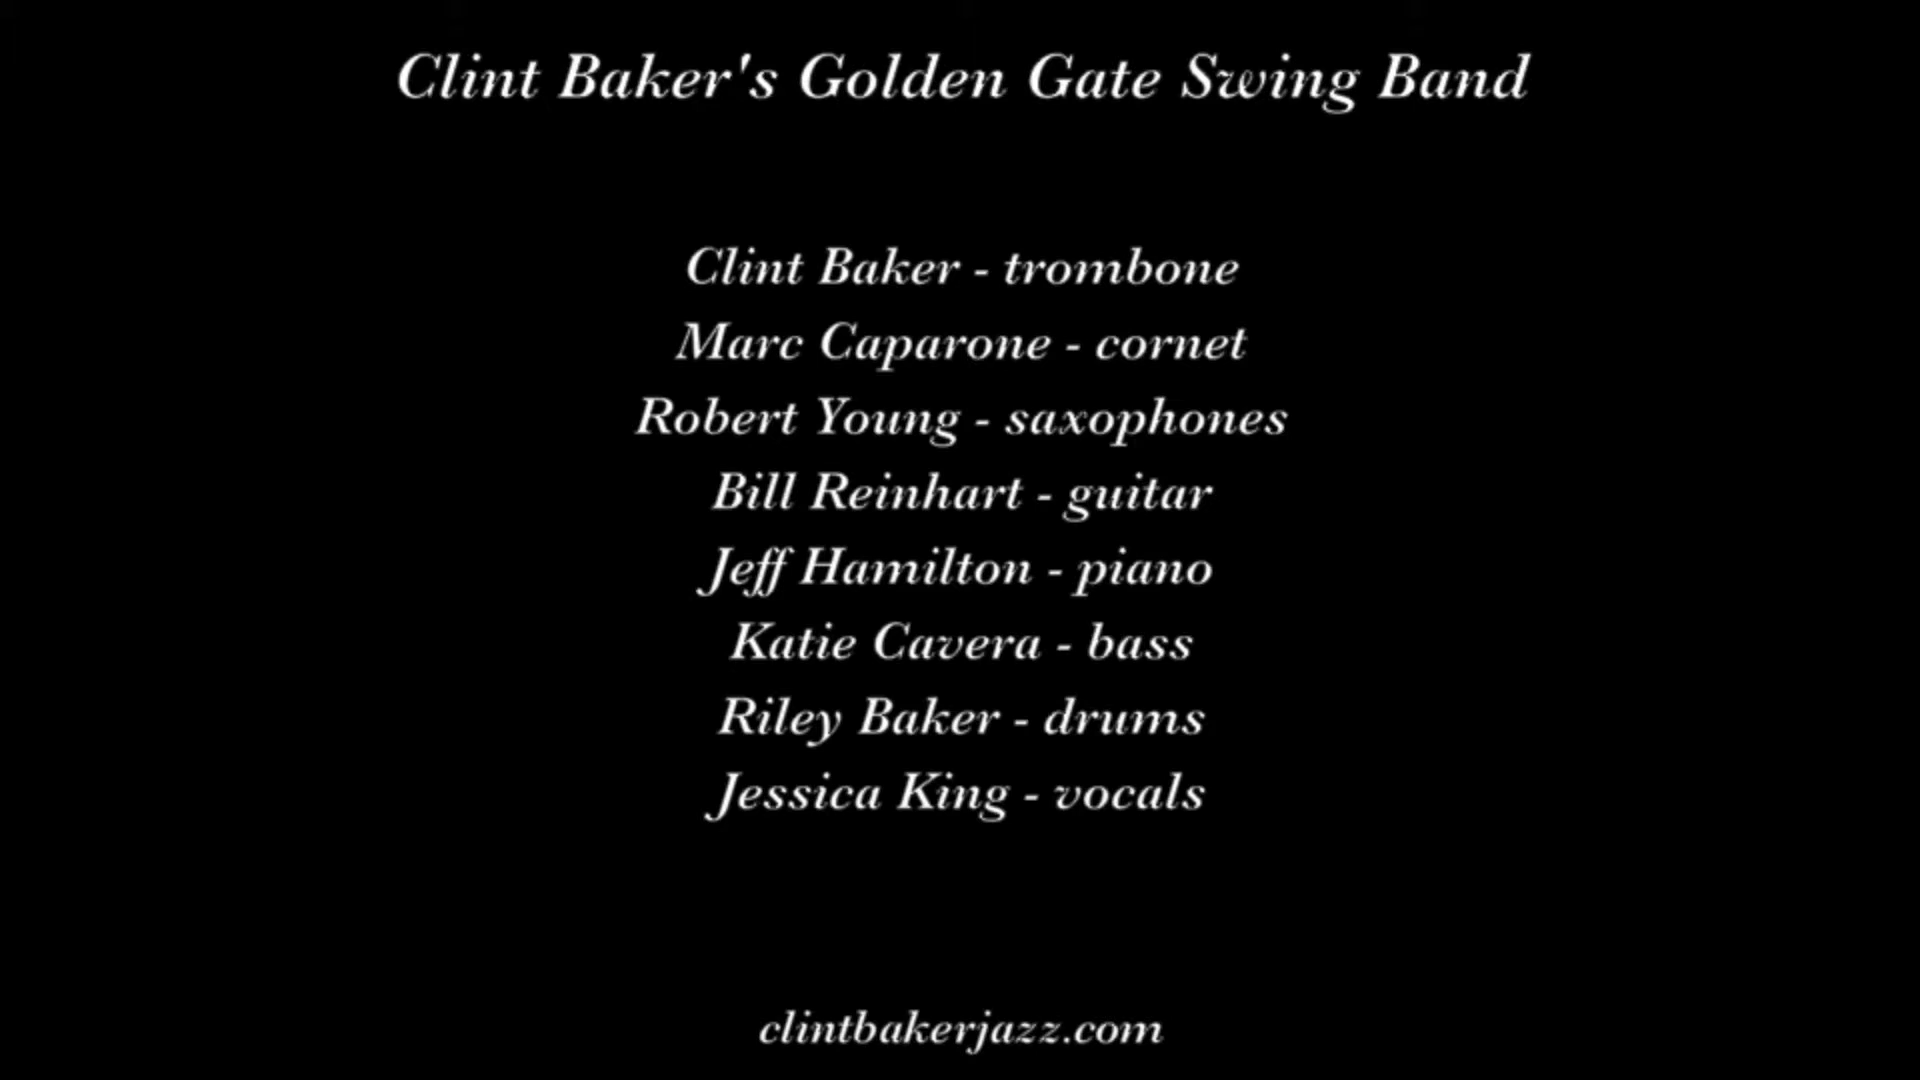 Clint Baker's Golden Gate Swing Band
Clint Baker - trombone
Marc Caparone - cornet
Robert Young - saxophones
Bill Reinhart - guitar
Jeff Hamilton - piano
Katie Cavera - bass
Riley Baker - drums
Jessica King - vocals
clintbakerjazz.com